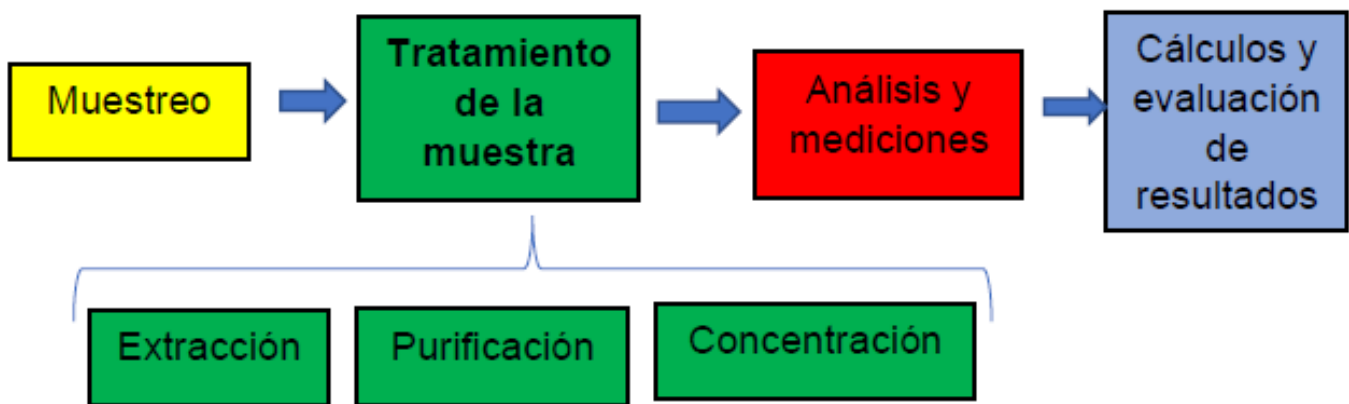 Muestreo
Tratamiento
de la
muestra
Análisis y
mediciones
Cálculos y
evaluación
de
resultados
Extracción
Purificación
Concentración